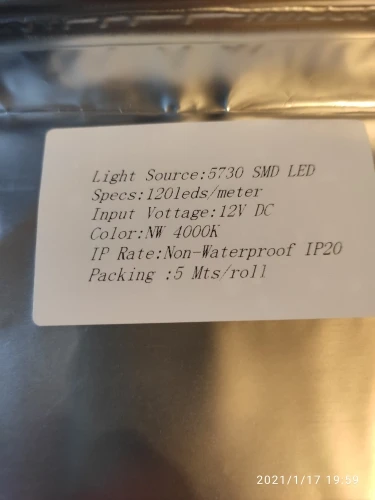 Light Source:5730 SMD LED
Specs:120leds/meter
Input Vottage:12V DC
Color:NW 4000K
IP Rate:Non-Waterproof IP20
Packing :5 Mts/roll
2021/1/17 19:59